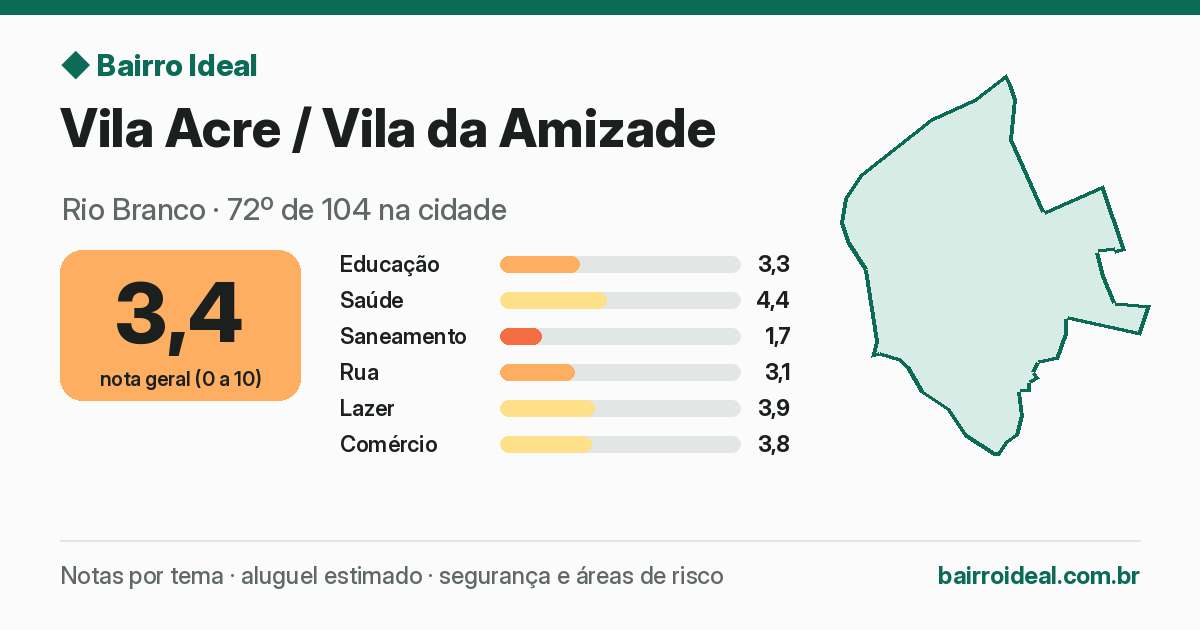 Bairro Ideal
Vila Acre / Vila da Amizade
Rio Branco · 72º de 104 na cidade
3,4
nota geral (0 a 10)
Educação 3,3
Saúde 4,4
Saneamento 1,7
Rua 3,1
Lazer 3,9
Comércio 3,8
Notas por tema · aluguel estimado · segurança e áreas de risco
bairroideal.com.br